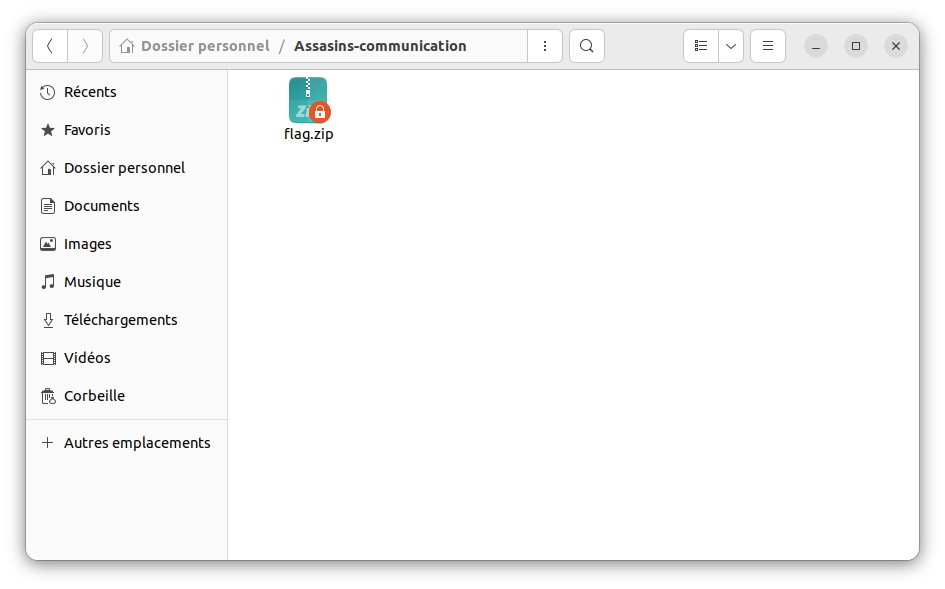 Dossier personnel / Assasins-communication
Récents
Favoris
Dossier personnel
Documents
Images
Musique
Téléchargements
Vidéos
Corbeille
Autres emplacements
flag.zip